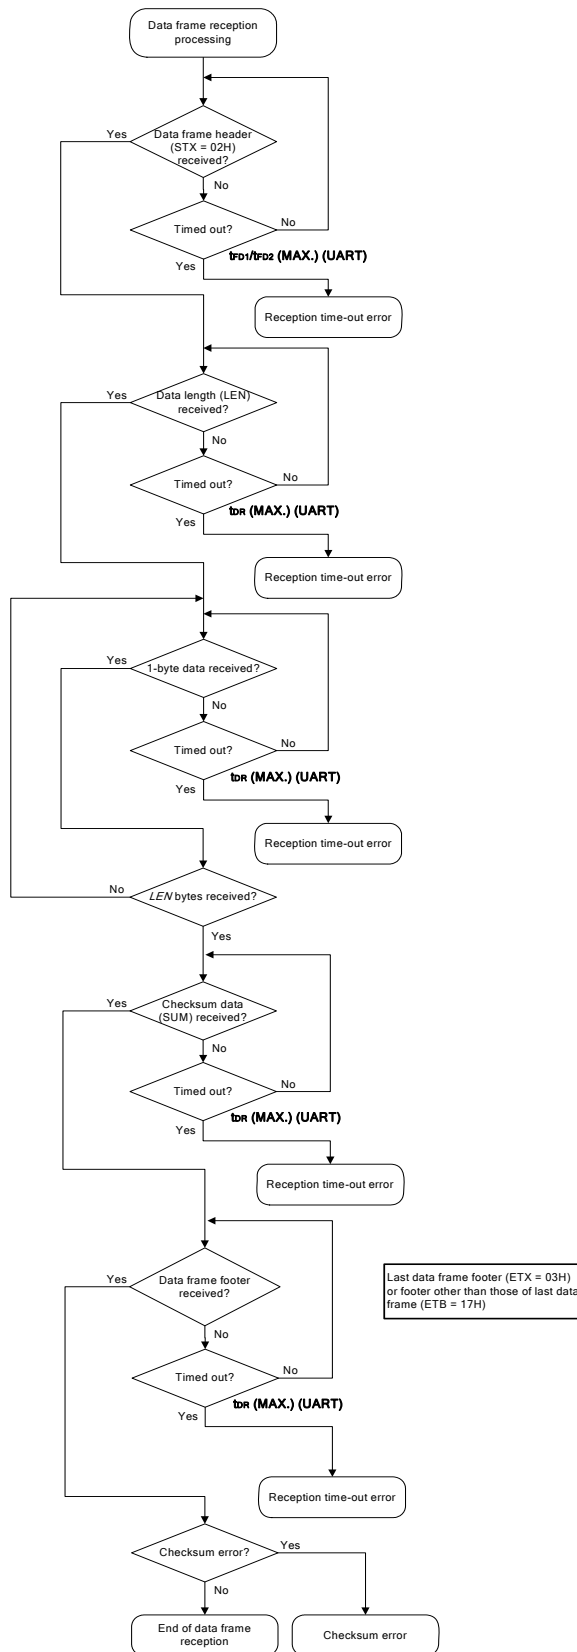 Data frame reception
processing
Yes
Data frame header
(STX = 02H)
received?
No
Timed out?
No
tFD1/tFD2 (MAX.) (UART)
Yes
Reception time-out error
Yes
Data length (LEN)
received?
No
Timed out?
No
tDR (MAX.) (UART)
Yes
Reception time-out error
Yes
1-byte data received?
No
Timed out?
No
tDR (MAX.) (UART)
Yes
Reception time-out error
No
LEN bytes received?
Yes
Yes
Checksum data
(SUM) received?
No
Timed out?
No
tDR (MAX.) (UART)
Yes
Reception time-out error
Yes
Data frame footer
received?
Last data frame footer (ETX = 03H)
or footer other than those of last data
frame (ETB = 17H)
No
Timed out?
No
tDR (MAX.) (UART)
Yes
Reception time-out error
Checksum error?
Yes
No
End of data frame
reception
Checksum error